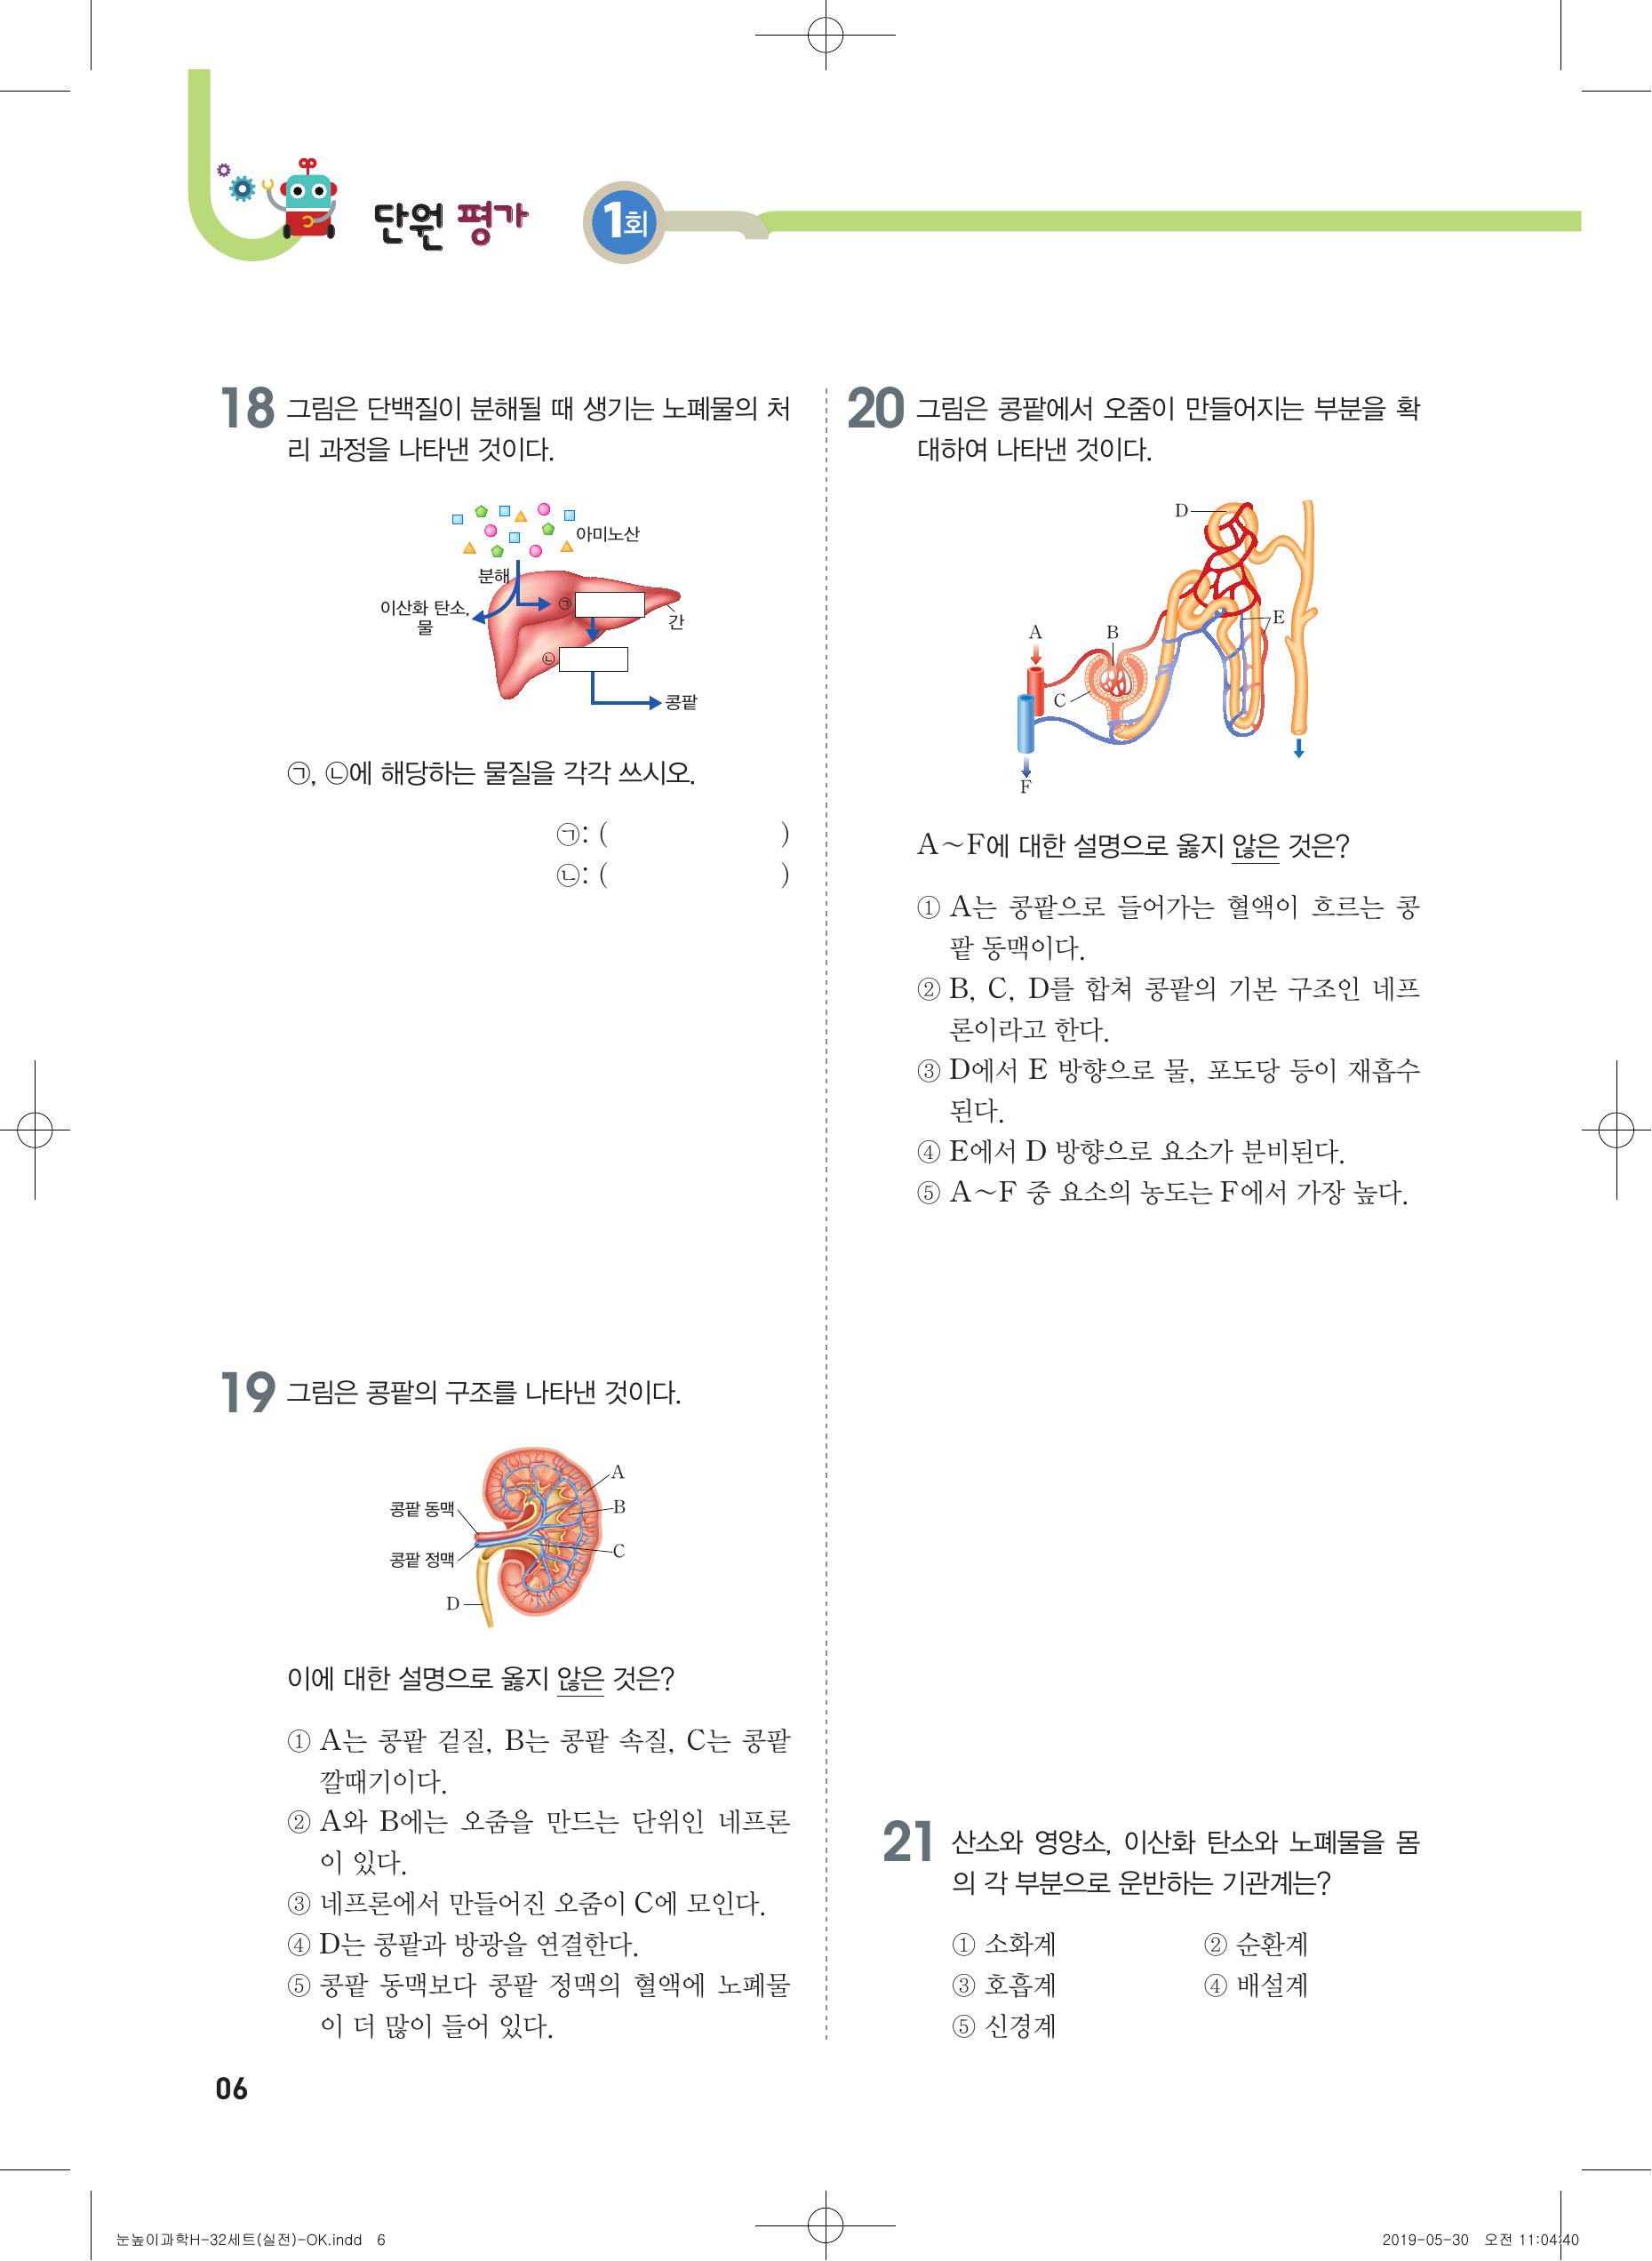 단원 평가 1회
18 그림은 단백질이 분해될 때 생기는 노폐물의 처
리 과정을 나타낸 것이다.
아미노산
분해
이산화 탄소,
물
㉠
간
㉡
콩팥
㉠, ㉡에 해당하는 물질을 각각 쓰시오.
㉠: ( )
㉡: ( )
19 그림은 콩팥의 구조를 나타낸 것이다.
A
콩팥 동맥
B
C
콩팥 정맥
D
이에 대한 설명으로 옳지 않은 것은?
① A는 콩팥 겉질, B는 콩팥 속질, C는 콩팥
깔때기이다.
② A와 B에는 오줌을 만드는 단위인 네프론
이 있다.
③ 네프론에서 만들어진 오줌이 C에 모인다.
④ D는 콩팥과 방광을 연결한다.
⑤ 콩팥 동맥보다 콩팥 정맥의 혈액에 노폐물
이 더 많이 들어 있다.
20 그림은 콩팥에서 오줌이 만들어지는 부분을 확
대하여 나타낸 것이다.
D
E
A
B
C
F
A~F에 대한 설명으로 옳지 않은 것은?
① A는 콩팥으로 들어가는 혈액이 흐르는 콩
팥 동맥이다.
② B, C, D를 합쳐 콩팥의 기본 구조인 네프
론이라고 한다.
③ D에서 E 방향으로 물, 포도당 등이 재흡수
된다.
④ E에서 D 방향으로 요소가 분비된다.
⑤ A~F 중 요소의 농도는 F에서 가장 높다.
21 산소와 영양소, 이산화 탄소와 노폐물을 몸
의 각 부분으로 운반하는 기관계는?
① 소화계 ② 순환계
③ 호흡계 ④ 배설계
⑤ 신경계
06
눈높이과학H-32세트(실전)-OK.indd 6
2019-05-30 오전 11:04:40